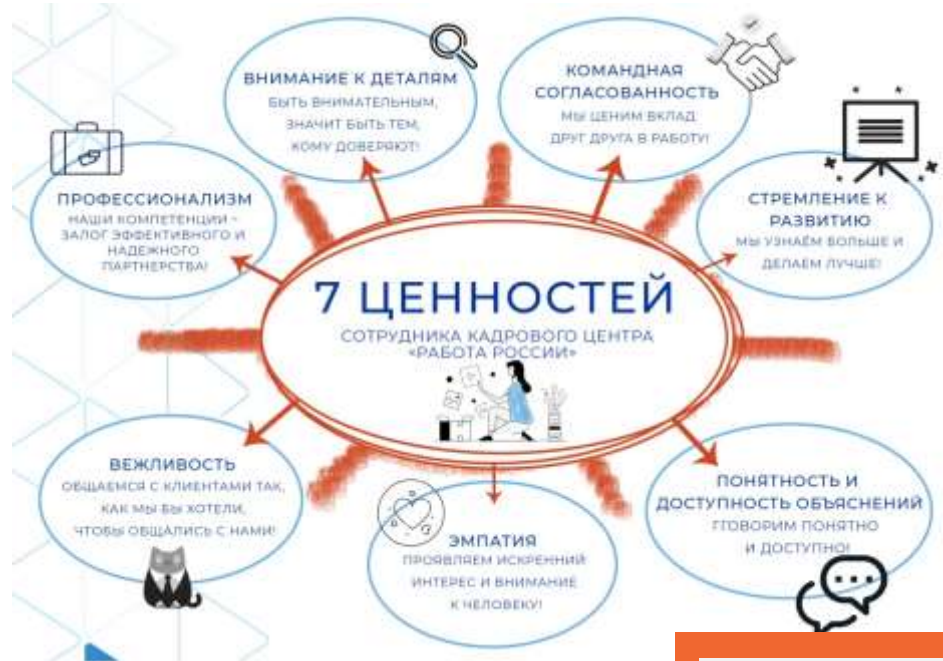 ВНИМАНИЕ К ДЕТАЛЯМ
БЫТЬ ВНИМАТЕЛЬНЫМ,
ЗНАЧИТ БЫТЬ ТЕМ,
КОМУ ДОВЕРЯЮТ!
КОМАНДНАЯ
СОГЛАСОВАННОСТЬ
МЫ ЦЕНИМ ВКЛАД
ДРУГ ДРУГА В РАБОТУ!
ПРОФЕССИОНАЛИЗМ
НАШИ КОМПЕТЕНЦИИ –
ЗАЛОГ ЭФФЕКТИВНОГО И
НАДЕЖНОГО
ПАРТНЕРСТВА!
СТРЕМЛЕНИЕ К
РАЗВИТИЮ
МЫ УЗНАЁМ БОЛЬШЕ И
ДЕЛАЕМ ЛУЧШЕ!
7 ЦЕННОСТЕЙ
СОТРУДНИКА КАДРОВОГО ЦЕНТРА
«РАБОТА РОССИИ»
ВЕЖЛИВОСТЬ
ОБЩАЕМСЯ С КЛИЕНТАМИ ТАК,
КАК МЫ БЫ ХОТЕЛИ,
ЧТОБЫ ОБЩАЛИСЬ С НАМИ!
ЭМПАТИЯ
ПРОЯВЛЯЕМ ИСКРЕННИЙ
ИНТЕРЕС И ВНИМАНИЕ
К ЧЕЛОВЕКУ!
ПОНЯТНОСТЬ И
ДОСТУПНОСТЬ ОБЪЯСНЕНИЙ
ГГОВОРИМ ПОНЯТНО
И ДОСТУПНО!